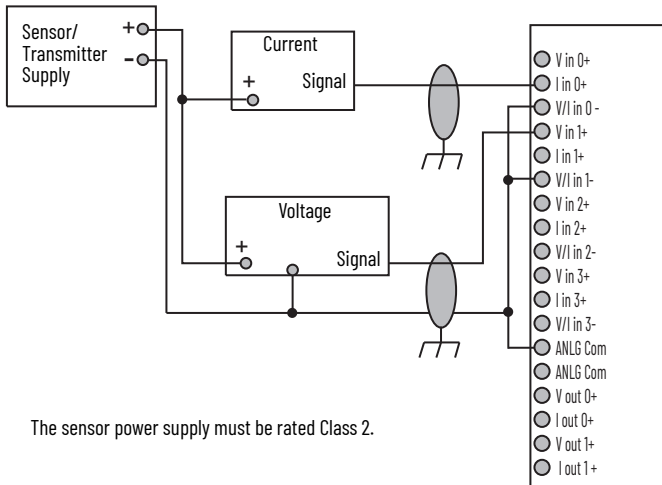 Sensor/
Transmitter
Supply
+
-
Current
+
Signal
Voltage
+
Signal
V in 0+
I in 0+
V/I in 0 -
V in 1+
I in 1+
V/I in 1-
V in 2+
I in 2+
V/I in 2-
V in 3+
I in 3+
V/I in 3-
ANLG Com
ANLG Com
V out 0+
I out 0+
V out 1+
I out 1 +
The sensor power supply must be rated Class 2.